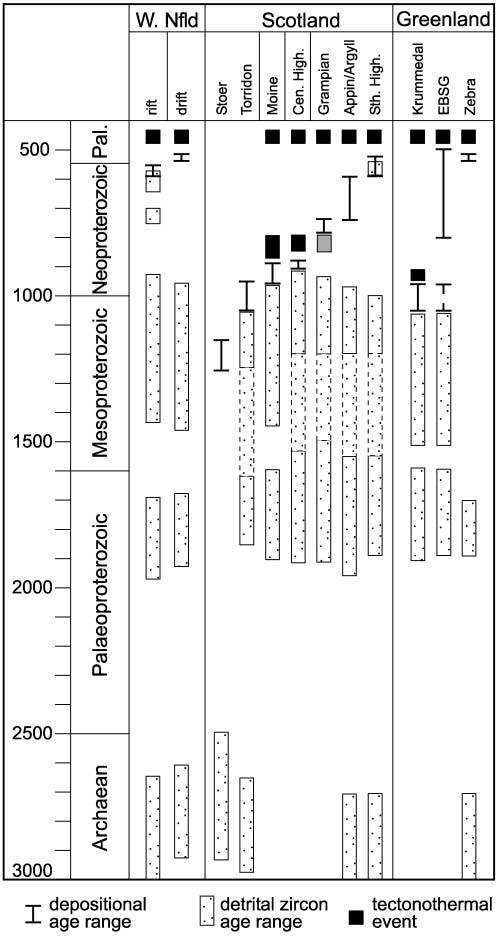 W. Nfld Scotland Greenland
rift drift Stoer Torridon Moine Cen. High. Grampian Appin/Argyll Sth. High. Krummedal EBSG Zebra
Pal.
500
Neoproterozoic
1000
Mesoproterozoic
1500
Palaeoproterozoic
2000
2500
Archaean
3000
depositional detrital zircon tectonothermal
age range age range event